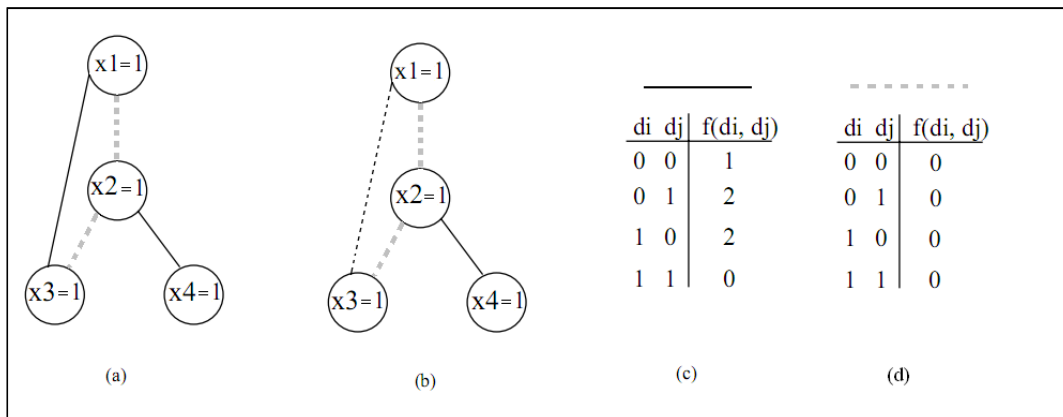 x1=1
x2=1
x3=1 x4=1
(a)
x1=1
x2=1
x3=1 x4=1
(b)
di dj f(di, dj)
0 0 1
0 1 2
1 0 2
1 1 0
(c)
di dj f(di, dj)
0 0 0
0 1 0
1 0 0
1 1 0
(d)